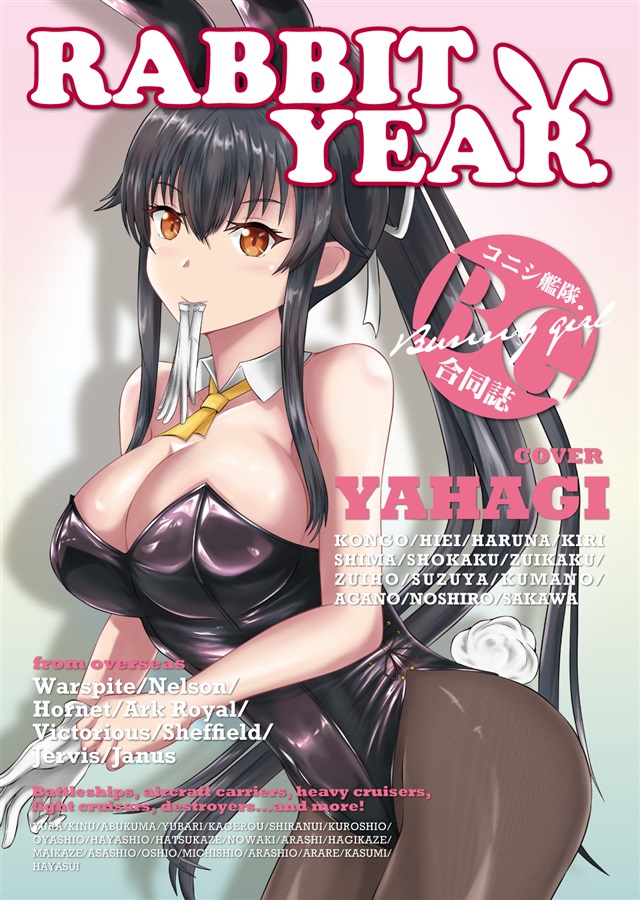 RABBIT
YEAR
コニシ艦隊.
BG
Bunny girl
合同誌
COVER
YAHAGI
KONGO/HIEI/HARUNA/KIRI
SHIMA/SHOKAKU/ZUIKAKU/
ZUIHO/SUZUYA/KUMANO/
AGANO/NOSHIRO/SAKAWA
from overseas
Warspite/Nelson/
Hornet/Ark Royal/
Victorious/Sheffield/
Jervis/Janus
Battleships, aircraft carriers, heavy cruisers,
light cruisers, destroyers...and more!
YURA/KINU/ABUKUMA/YUBARI/KAGEROU/SHIRANUI/KUROSHIO/
OYASHIO/HAYASHIO/HATSUKAZE/NOWAKI/ARASHI/HAGIKAZE/
MAIKAZE/ASASHIO/OSHIO/MICHISHIO/ARASHIO/ARARE/KASUMI/
HAYASUI